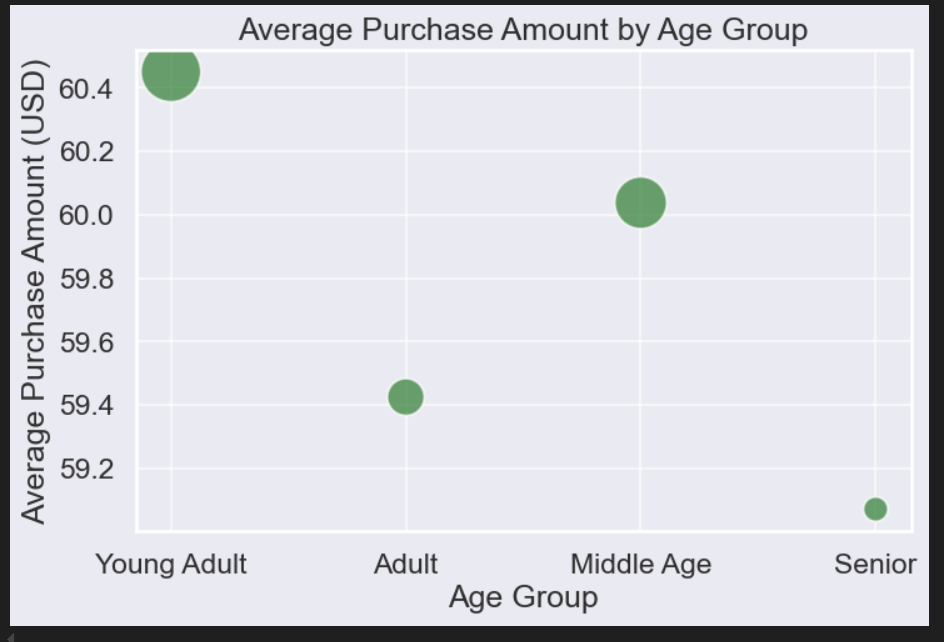 Average Purchase Amount by Age Group
Average Purchase Amount (USD)
60.4
60.2
60.0
59.8
59.6
59.4
59.2
Young Adult Adult Middle Age Senior
Age Group